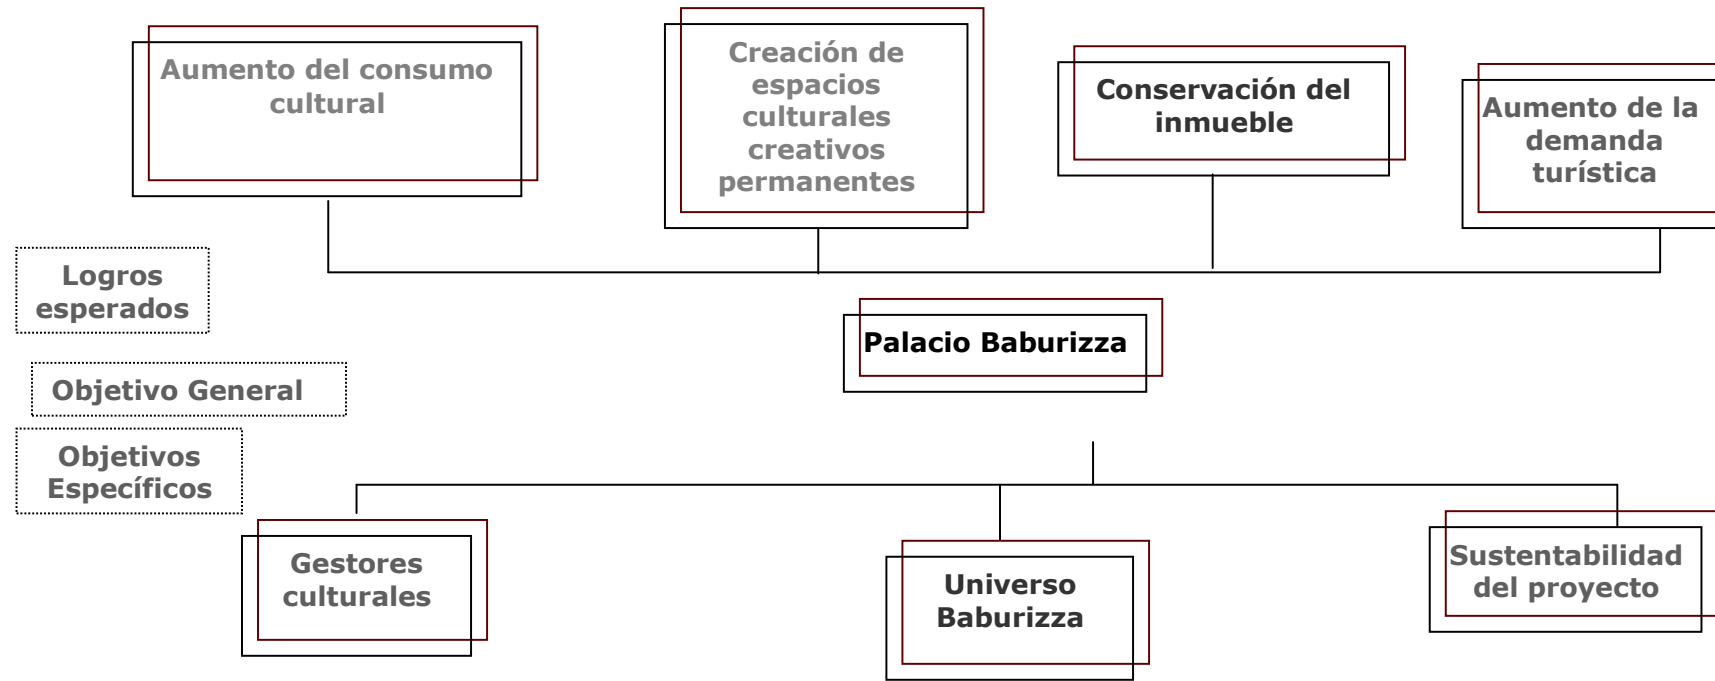 Aumento del consumo
cultural
Creación de
espacios
culturales
creativos
permanentes
Conservación del
inmueble
Aumento de la
demanda
turística
Logros
esperados
Palacio Baburizza
Objetivo General
Objetivos
Específicos
Gestores
culturales
Universo
Baburizza
Sustentabilidad
del proyecto